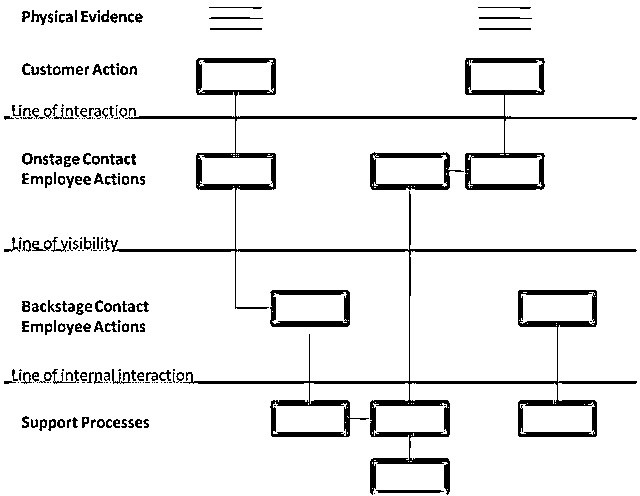 Physical Evidence
Customer Action
Line of interaction
Onstage Contact
Employee Actions
Line of visibility
Backstage Contact
Employee Actions
Line of internal interaction
Support Processes